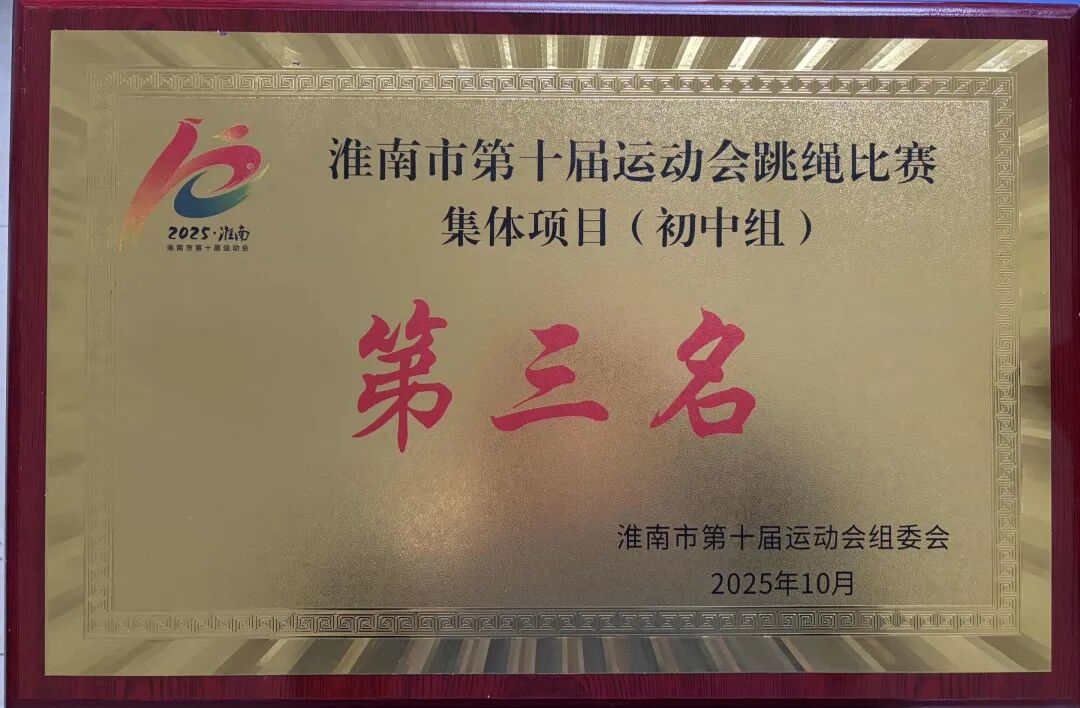 淮南市第十届运动会跳绳比赛
集体项目（初中组）
2025·淮南
淮南市第十届运动会
第三名
淮南市第十届运动会组委会
2025年10月